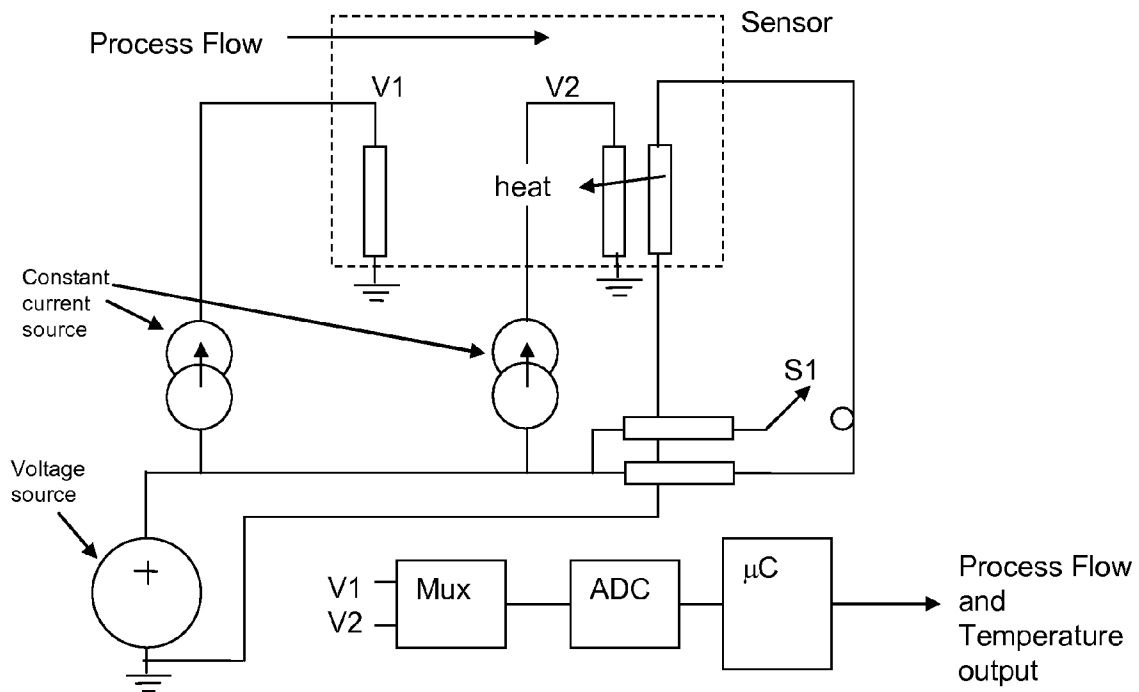 Sensor
Process Flow
V1
V2
heat
Constant
current
source
S1
Voltage
source
+
V1
V2
Mux
ADC
μC
Process Flow
and
Temperature
output